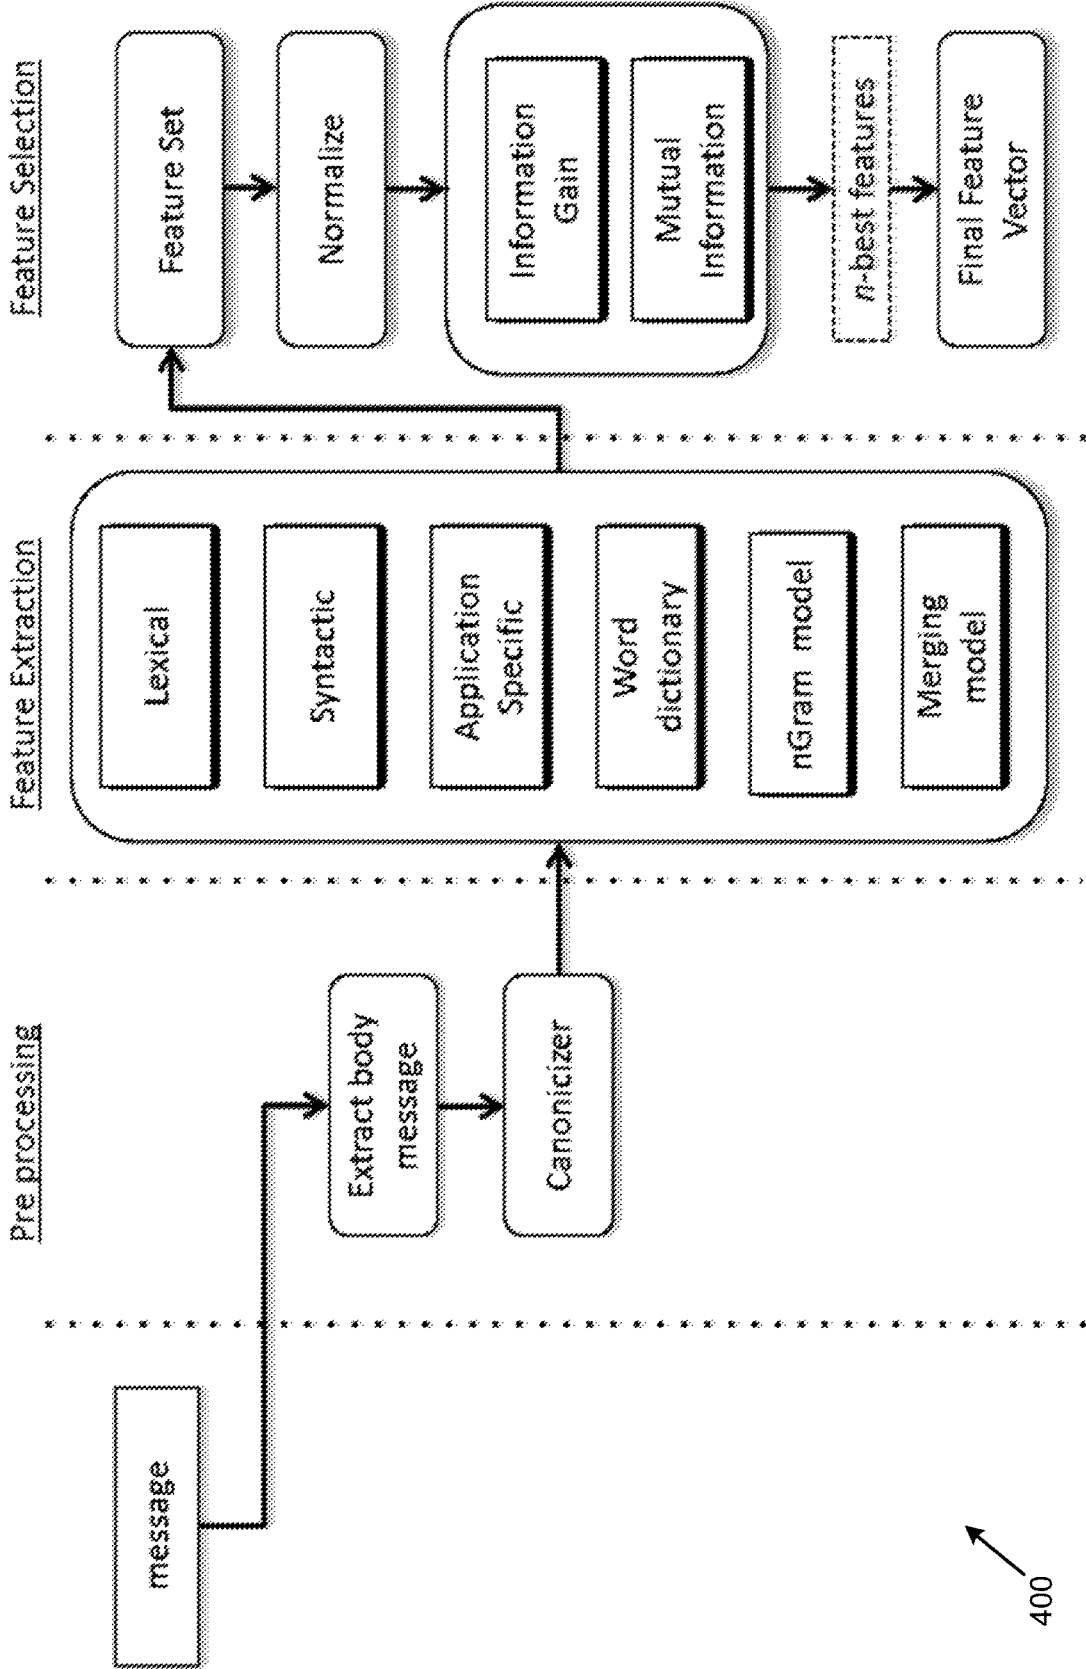 message
Pre processing
Extract body
message
Canonicizer
Feature Extraction
Lexical
Syntactic
Application
Specific
Word
dictionary
nGram model
Merging
model
Feature Selection
Feature Set
Normalize
Information
Gain
Mutual
Information
n-best features
Final Feature
Vector
400